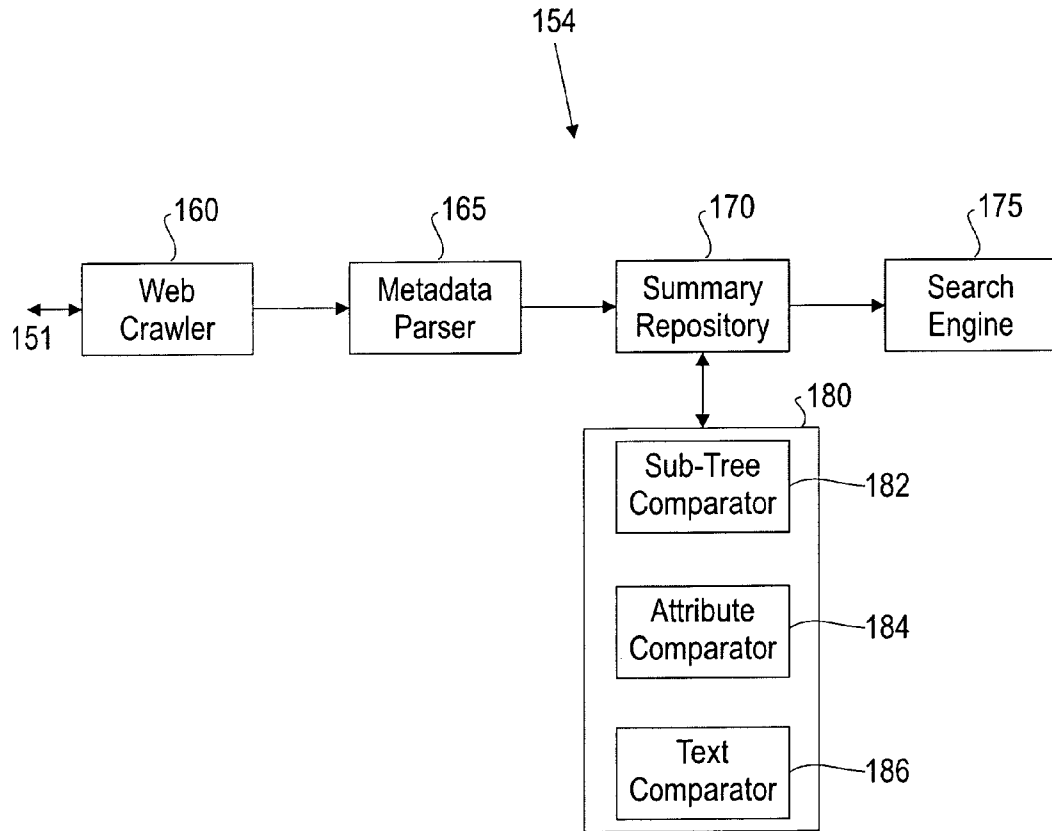 154
160
165
170
175
Web
Crawler
Metadata
Parser
Summary
Repository
Search
Engine
151
180
Sub-Tree
Comparator
182
Attribute
Comparator
184
Text
Comparator
186